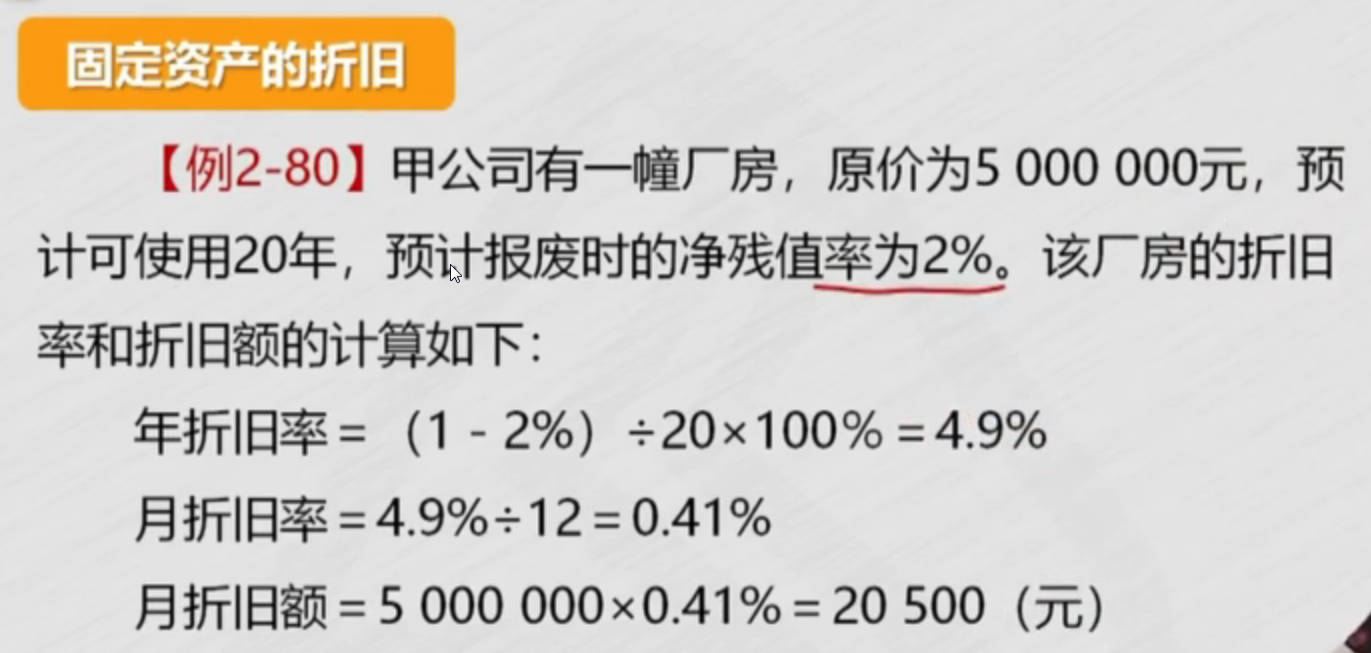 固定资产的折旧
【例2-80】甲公司有一幢厂房，原价为5 000 000元，预
计可使用20年，预计报废时的净残值率为2%。该厂房的折旧
率和折旧额的计算如下：
年折旧率=（1 - 2%）÷20×100%=4.9%
月折旧率=4.9%÷12=0.41%
月折旧额=5 000 000×0.41%=20 500（元）